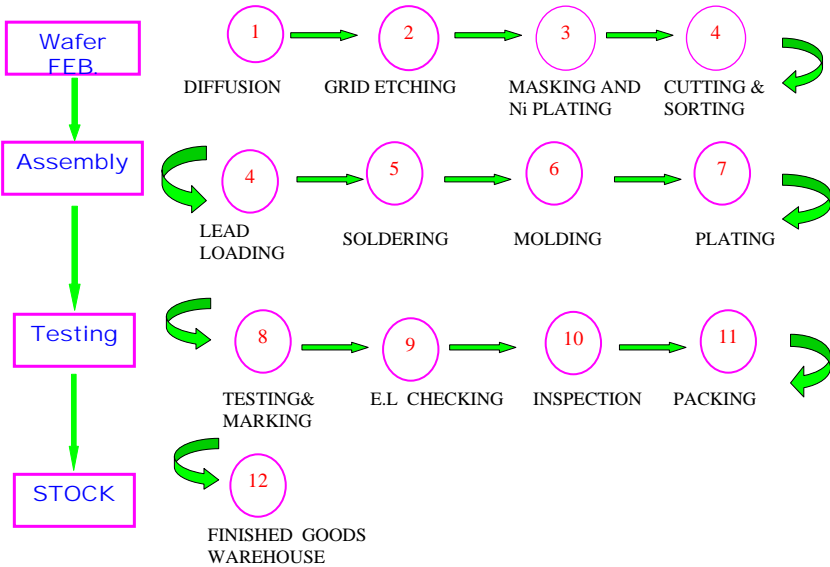 Wafer
FEB.
1
2
3
4
DIFFUSION
GRID ETCHING
MASKING AND
Ni PLATING
CUTTING &
SORTING
Assembly
4
5
6
7
LEAD
LOADING
SOLDERING
MOLDING
PLATING
Testing
8
9
10
11
TESTING&
MARKING
E.L CHECKING
INSPECTION
PACKING
STOCK
12
FINISHED GOODS
WAREHOUSE